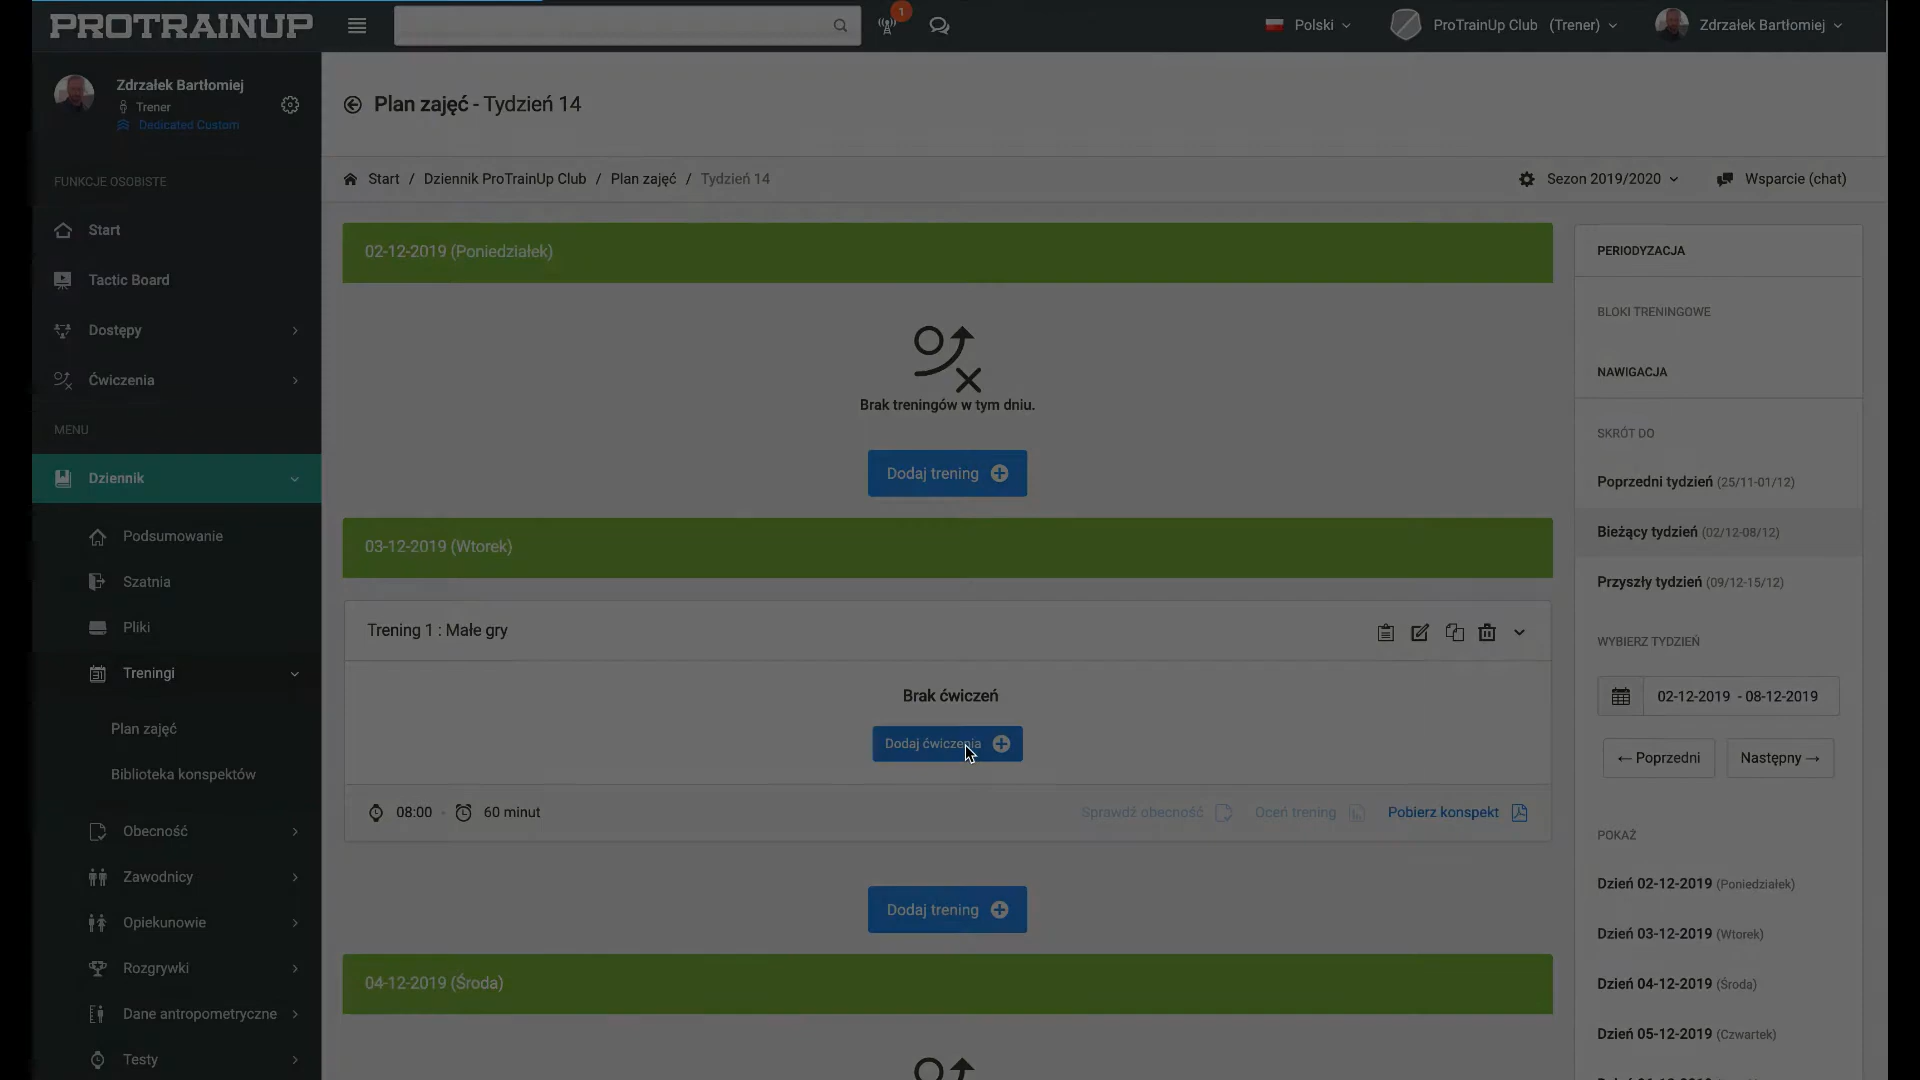 PROTRAINUP
1
Polski
ProTrainUp Club (Trener)
Zdrzałek Bartłomiej
Zdrzałek Bartłomiej
Trener
Dedicated Custom
FUNKCJE OSOBISTE
Start
Tactic Board
Dostępy
Ćwiczenia
MENU
Dziennik
Podsumowanie
Szatnia
Pliki
Treningi
Plan zajęć
Biblioteka konspektów
Obecność
Zawodnicy
Opiekunowie
Rozgrywki
Dane antropometryczne
Testy
Plan zajęć - Tydzień 14
Start / Dziennik ProTrainUp Club / Plan zajęć / Tydzień 14
Sezon 2019/2020
Wsparcie (chat)
02-12-2019 (Poniedziałek)
Brak treningów w tym dniu.
Dodaj trening
03-12-2019 (Wtorek)
Trening 1 : Małe gry
Brak ćwiczeń
Dodaj ćwiczenia
08:00 - 60 minut
Sprawdź obecność
Oceń trening
Pobierz konspekt
Dodaj trening
04-12-2019 (Środa)
PERIODYZACJA
BLOKI TRENINGOWE
NAWIGACJA
SKRÓT DO
Poprzedni tydzień (25/11-01/12)
Bieżący tydzień (02/12-08/12)
Przyszły tydzień (09/12-15/12)
WYBIERZ TYDZIEŃ
02-12-2019 - 08-12-2019
← Poprzedni
Następny →
POKAŻ
Dzień 02-12-2019 (Poniedziałek)
Dzień 03-12-2019 (Wtorek)
Dzień 04-12-2019 (Środa)
Dzień 05-12-2019 (Czwartek)